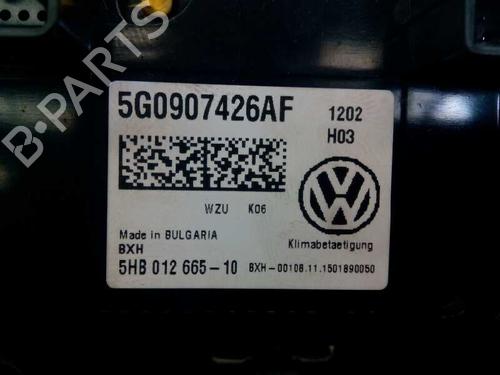 B-PARTS
5G0907426AF
1202
H03
WZU K06
Made in BULGARIA
BXH
Klimabetaetigung
5HB 012 665-10
BXH-00108.11.1501890050